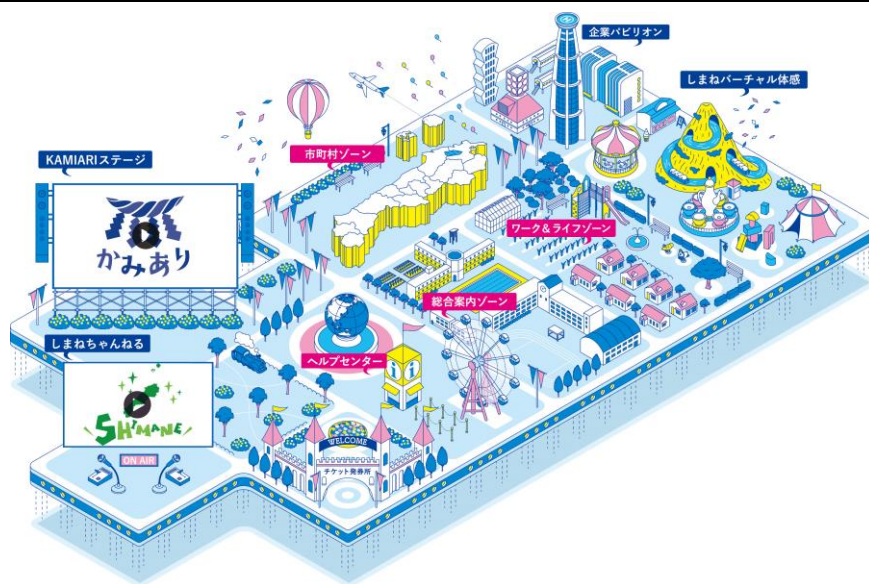 企業パビリオン
しまねバーチャル体感
市町村ゾーン
KAMIARIステージ
かみあり
ワーク＆ライフゾーン
総合案内ゾーン
しまねちゃんねる
ヘルプセンター
SHIMANE
i i
WELCOME
チケット発券所
ON AIR